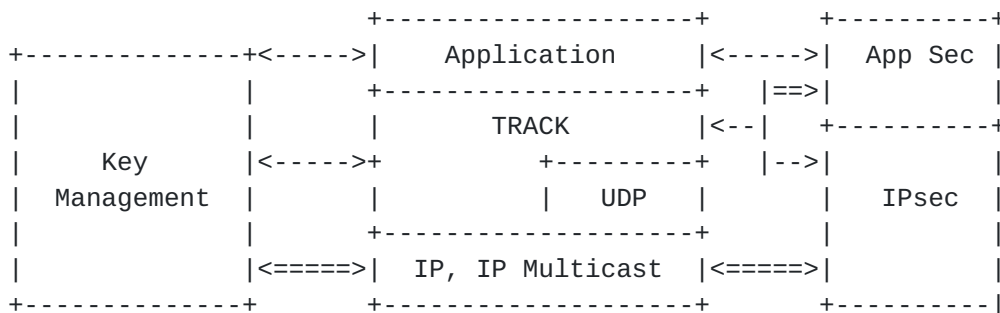 +--------------------+       +----------+
+--------------+<----->|    Application     |<----->|  App Sec |
|              |       +--------------------+   |==>|          |
|              |       |       TRACK        |<--|   +----------+
|     Key      |<----->+          +---------+   |-->|          |
|  Management  |       |          |   UDP   |       |   IPsec  |
|              |       +--------------------+       |          |
|              |<=====>|  IP, IP Multicast  |<=====>|          |
+--------------+       +--------------------+       +----------|